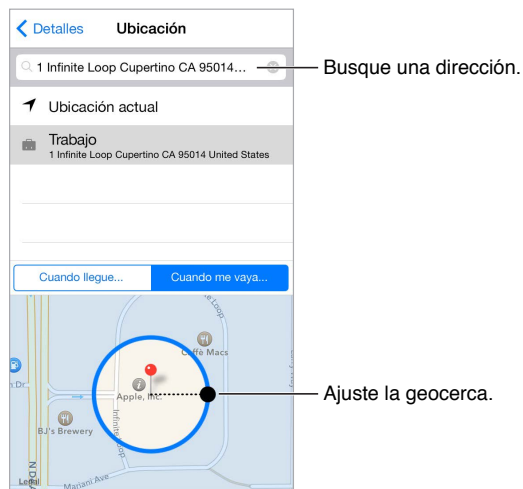 Detalles
Ubicación
1 Infinite Loop Cupertino CA 95014...
Busque una dirección.
Ubicación actual
Trabajo
1 Infinite Loop Cupertino CA 95014 United States
Cuando llegue...
Cuando me vaya...
Loop
Caffè Macs
Apple, Inc.
Ajuste la geocerca.
Dr
Infinite Loop
BJ's Brewery
Mariani Ave
Legal